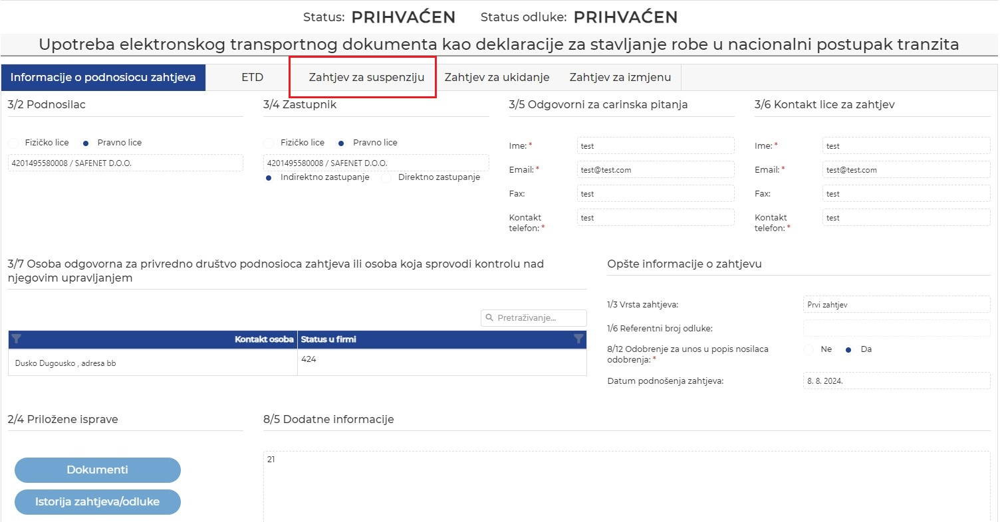 Status: PRIHVAĆEN Status odluke: PRIHVAĆEN
Upotreba elektronskog transportnog dokumenta kao deklaracije za stavljanje robe u nacionalni postupak tranzita
Informacije o podnosiocu zahtjeva ETD Zahtjev za suspenziju Zahtjev za ukidanje Zahtjev za izmjenu
3/2 Podnosilac
Fizičko lice Pravno lice
4201495580008 / SAFENET D.O.O.
3/4 Zastupnik
Fizičko lice Pravno lice
4201495580008 / SAFENET D.O.O.
Indirektno zastupanje Direktno zastupanje
3/5 Odgovorni za carinska pitanja
Ime: * test
Email: * test@test.com
Fax: test
Kontakt
telefon: * test
3/6 Kontakt lice za zahtjev
Ime: * test
Email: * test@test.com
Fax: test
Kontakt
telefon: * test
3/7 Osoba odgovorna za privredno društvo podnosioca zahtjeva ili osoba koja sprovodi kontrolu nad
njegovim upravljanjem
Pretraživanje...
Kontakt osoba Status u firmi
Dusko Dugousko , adresa bb 424
Opšte informacije o zahtjevu
1/3 Vrsta zahtjeva: Prvi zahtjev
1/6 Referentni broj odluke:
8/12 Odobrenje za unos u popis nosilaca
odobrenja: * Ne Da
Datum podnošenja zahtjeva: 8. 8. 2024.
2/4 Priložene isprave
Dokumenti
Istorija zahtjeva/odluke
8/5 Dodatne informacije
21